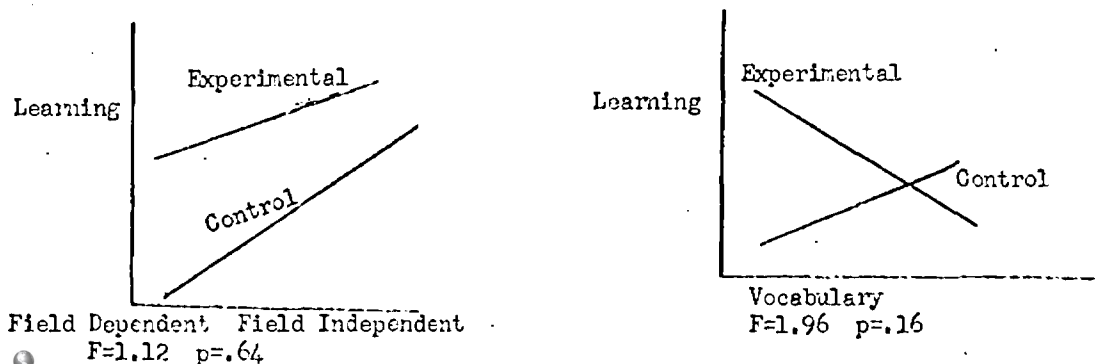 Experimental
Learning
Control
Field Dependent Field Independent
F=1.12 p=.64
Experimental
Learning
Control
Vocabulary
F=1.96 p=.16